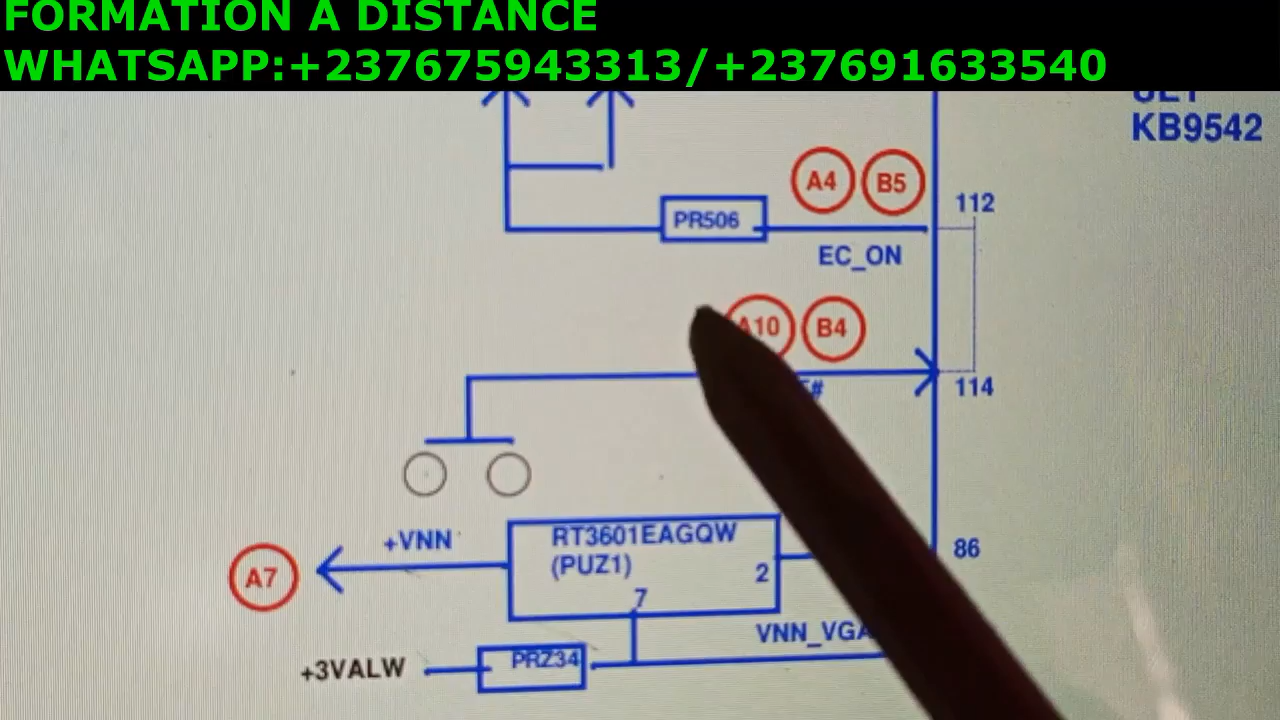 FORMATION A DISTANCE
WHATSAPP:+237675943313/+237691633540
KB9542
A4
B5
112
PR506
EC_ON
A10
B4
114
+VNN
RT3601EAGQW
(PUZ1)
86
A7
2
7
+3VALW
PRZ34